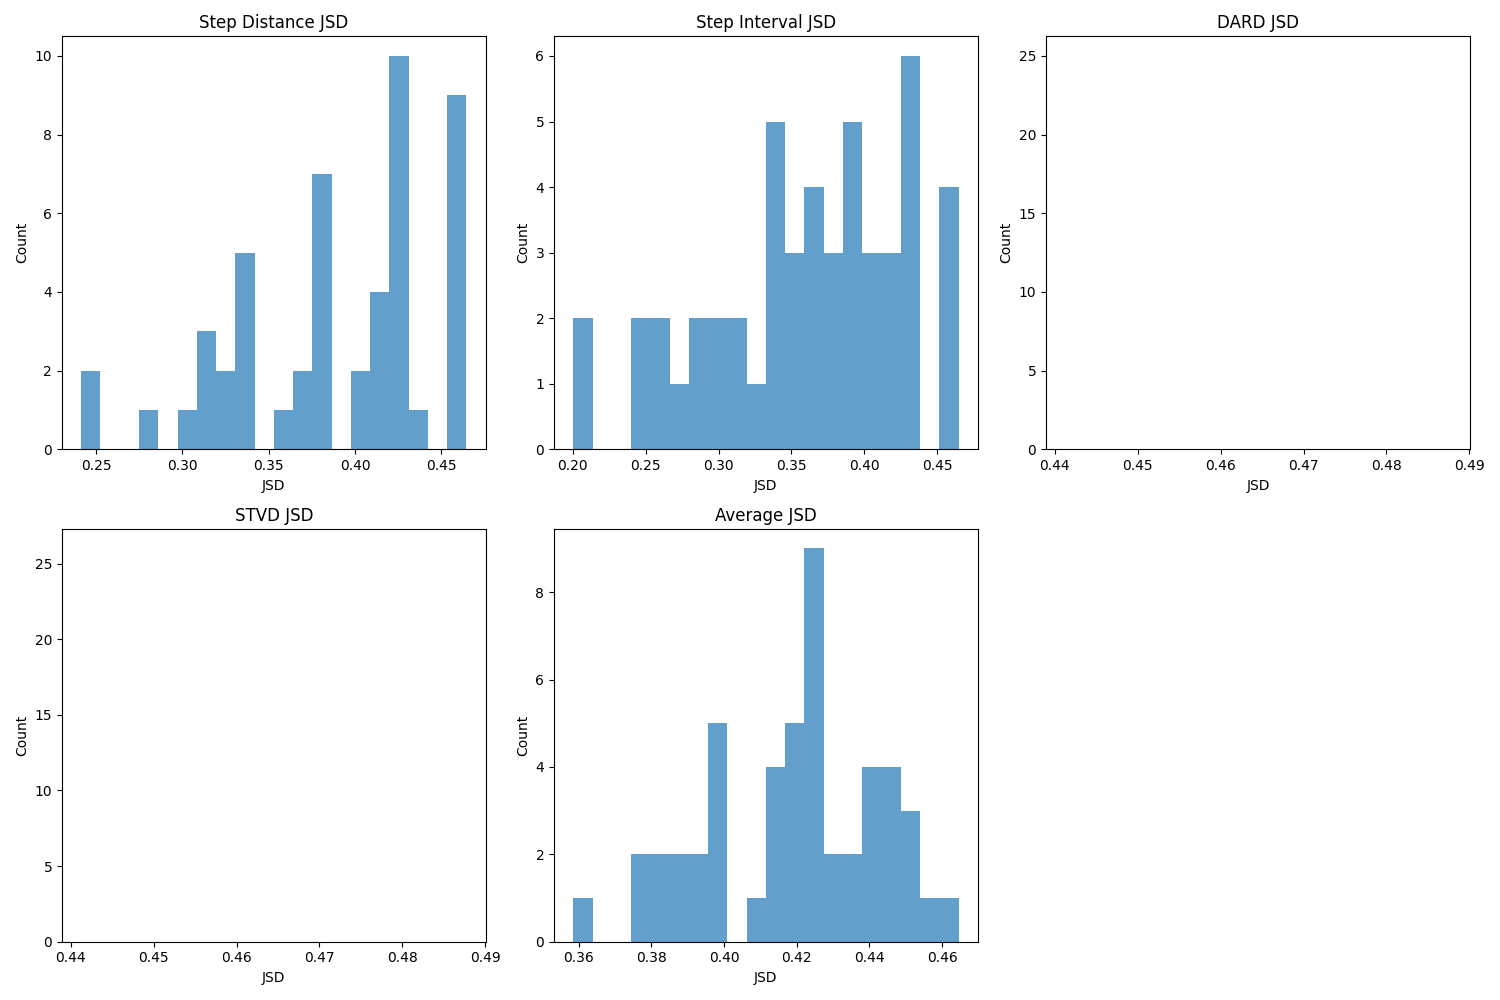 Step Distance JSD
10
8
6
4
2
0
Count
0.25 0.30 0.35 0.40 0.45
JSD
Step Interval JSD
6
5
4
3
2
1
0
Count
0.20 0.25 0.30 0.35 0.40 0.45
JSD
DARD JSD
25
20
15
10
5
0
Count
0.44 0.45 0.46 0.47 0.48 0.49
JSD
STVD JSD
25
20
15
10
5
0
Count
0.44 0.45 0.46 0.47 0.48 0.49
JSD
Average JSD
8
6
4
2
0
Count
0.36 0.38 0.40 0.42 0.44 0.46
JSD